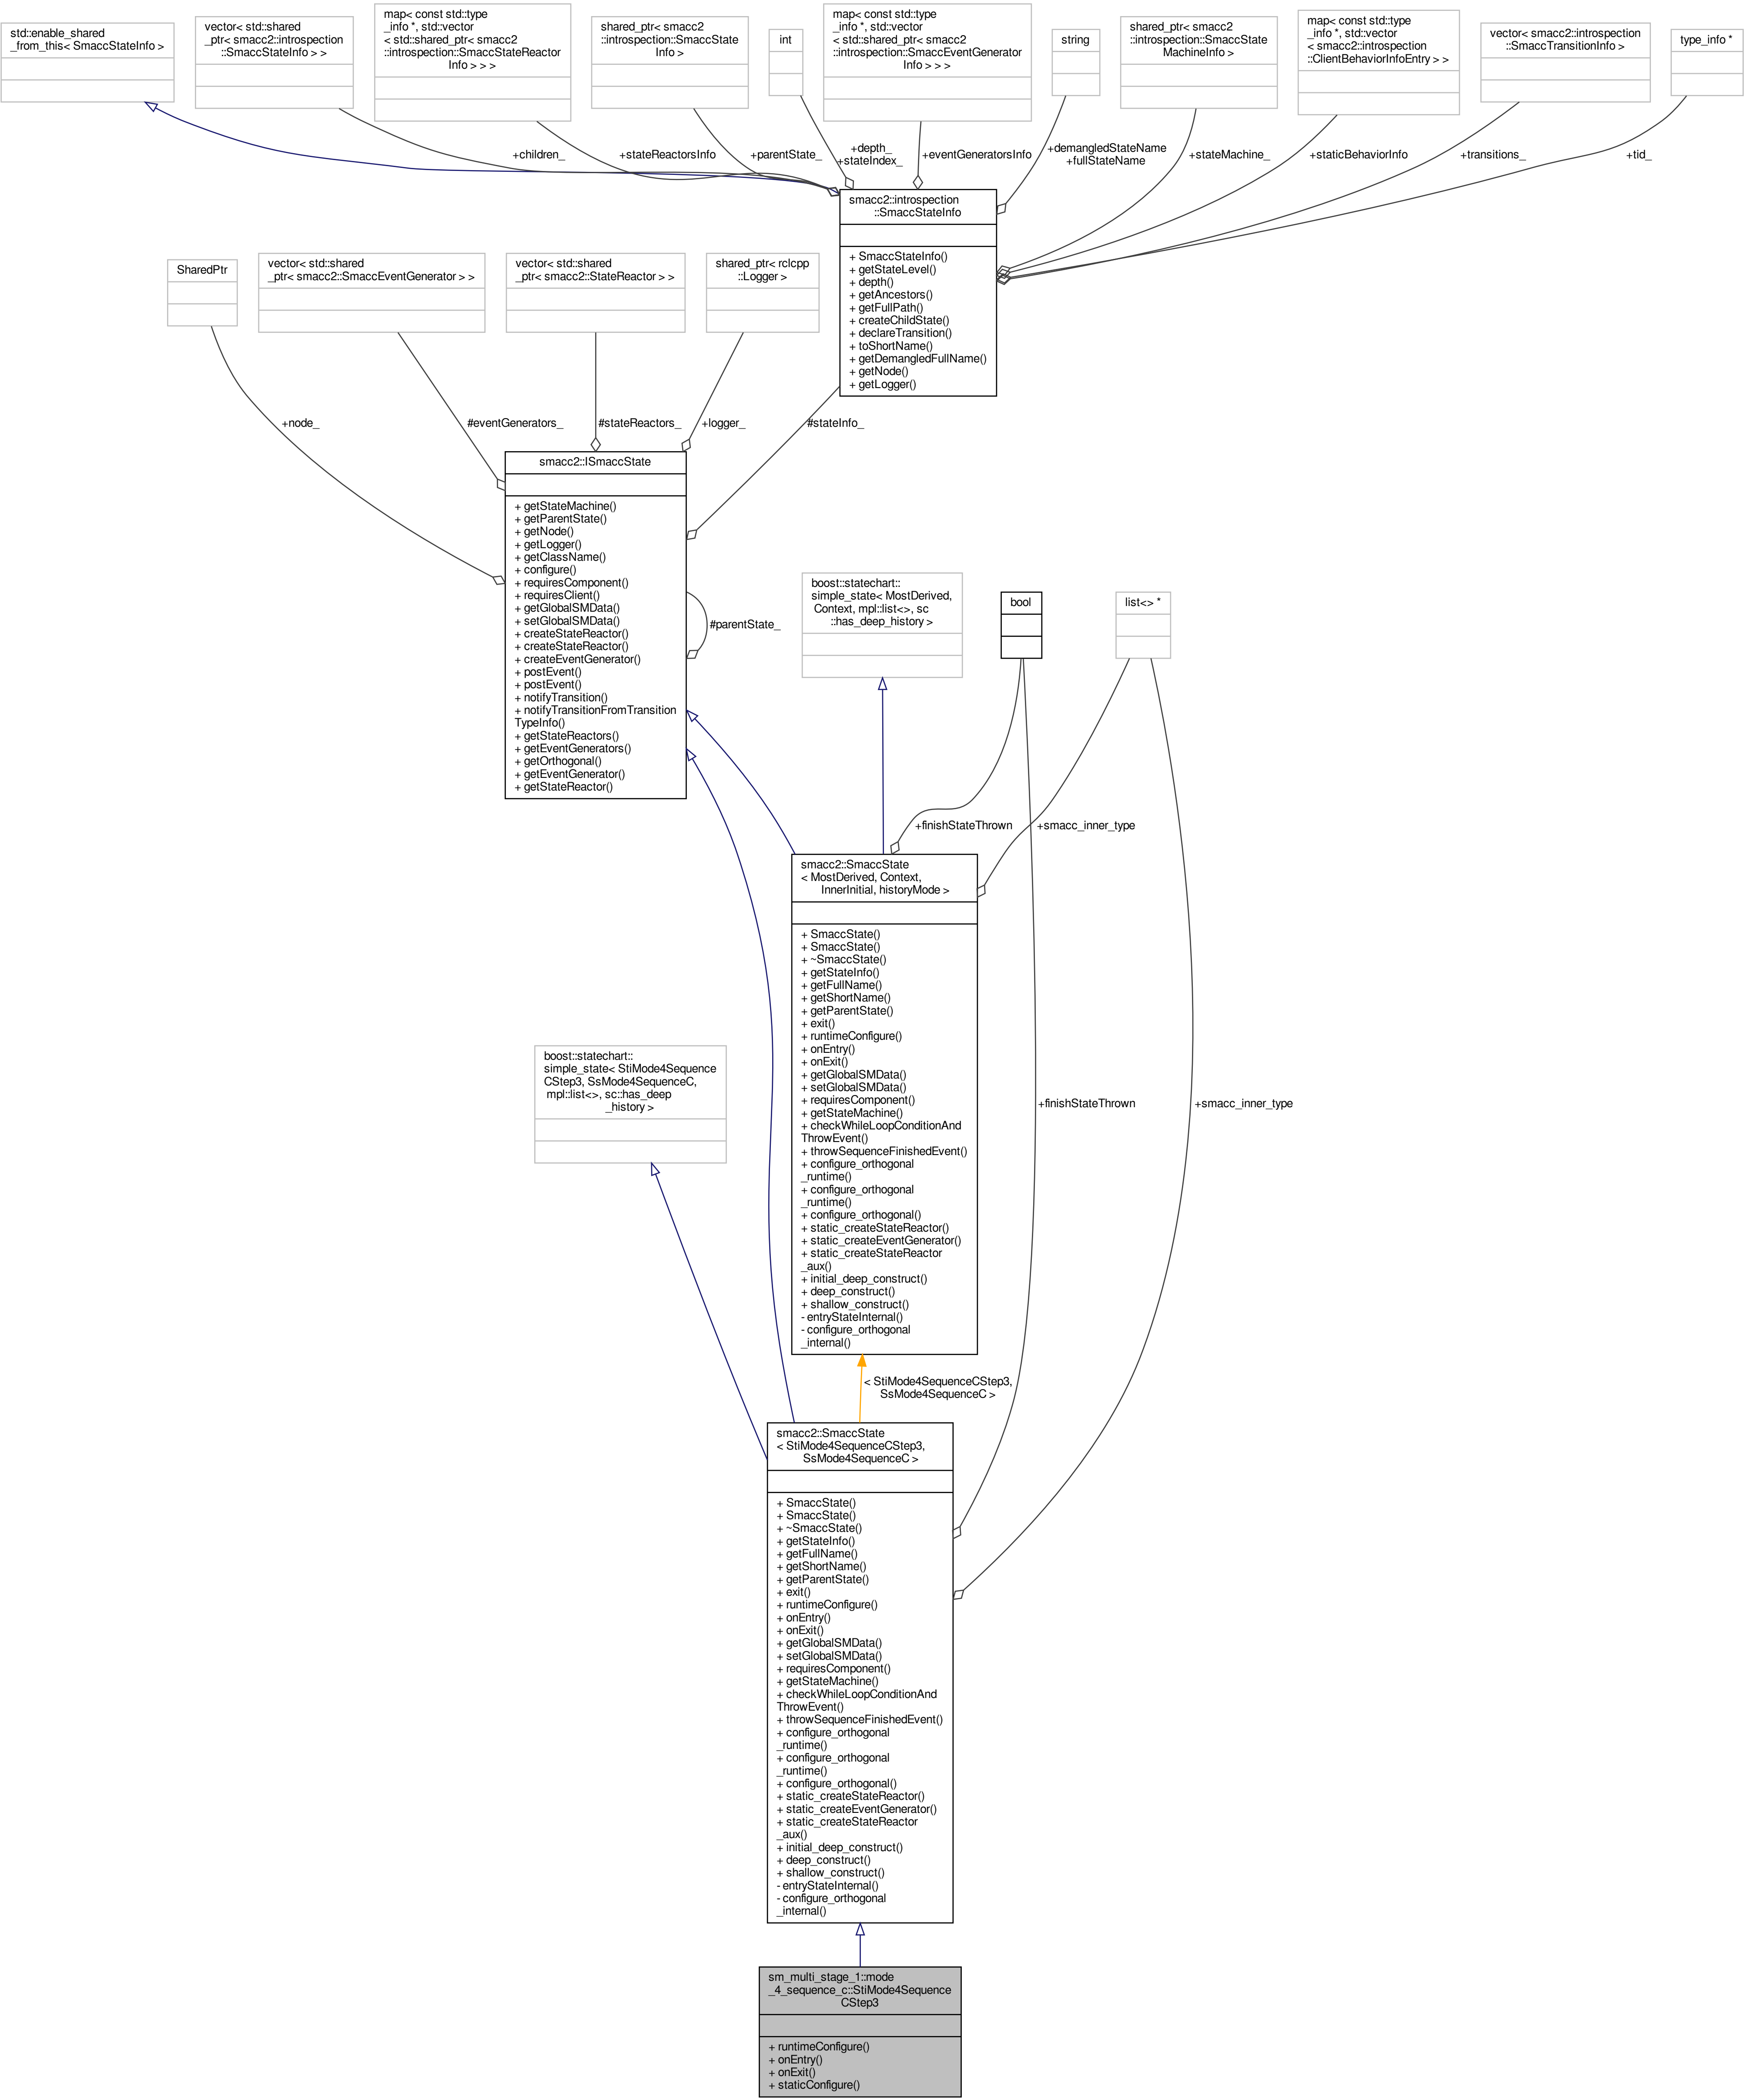 std::enable_shared
_from_this< SmaccStateInfo >
vector< std::shared
_ptr< smacc2::introspection
::SmaccStateInfo > >
map< const std::type
_info *, std::vector
< std::shared_ptr< smacc2
::introspection::SmaccStateReactor
Info > > >
shared_ptr< smacc2
::introspection::SmaccState
Info >
int
map< const std::type
_info *, std::vector
< std::shared_ptr< smacc2
::introspection::SmaccEventGenerator
Info > > >
string
shared_ptr< smacc2
::introspection::SmaccState
MachineInfo >
map< const std::type
_info *, std::vector
< smacc2::introspection
::ClientBehaviorInfoEntry > >
vector< smacc2::introspection
::SmaccTransitionInfo >
type_info *
+children_
+stateReactorsInfo
+parentState_
+depth_
+stateIndex_
+eventGeneratorsInfo
+demangledStateName
+fullStateName
+stateMachine_
+staticBehaviorInfo
+transitions_
+tid_
smacc2::introspection
::SmaccStateInfo
+ SmaccStateInfo()
+ getStateLevel()
+ depth()
+ getAncestors()
+ getFullPath()
+ createChildState()
+ declareTransition()
+ toShortName()
+ getDemangledFullName()
+ getNode()
+ getLogger()
SharedPtr
vector< std::shared
_ptr< smacc2::SmaccEventGenerator > >
vector< std::shared
_ptr< smacc2::StateReactor > >
shared_ptr< rclcpp
::Logger >
+node_
#eventGenerators_
#stateReactors_
+logger_
#stateInfo_
smacc2::ISmaccState
+ getStateMachine()
+ getParentState()
+ getNode()
+ getLogger()
+ getClassName()
+ configure()
+ requiresComponent()
+ requiresClient()
+ getGlobalSMData()
+ setGlobalSMData()
+ createStateReactor()
+ createStateReactor()
+ createEventGenerator()
+ postEvent()
+ postEvent()
+ notifyTransition()
+ notifyTransitionFromTransition
TypeInfo()
+ getStateReactors()
+ getEventGenerators()
+ getOrthogonal()
+ getEventGenerator()
+ getStateReactor()
#parentState_
boost::statechart::
simple_state< MostDerived,
Context, mpl::list<>, sc
::has_deep_history >
bool
list<> *
+finishStateThrown
+smacc_inner_type
smacc2::SmaccState
< MostDerived, Context,
InnerInitial, historyMode >
+ SmaccState()
+ SmaccState()
+ ~SmaccState()
+ getStateInfo()
+ getFullName()
+ getShortName()
+ getParentState()
+ exit()
+ runtimeConfigure()
+ onEntry()
+ onExit()
+ getGlobalSMData()
+ setGlobalSMData()
+ requiresComponent()
+ getStateMachine()
+ checkWhileLoopConditionAnd
ThrowEvent()
+ throwSequenceFinishedEvent()
+ configure_orthogonal
_runtime()
+ configure_orthogonal
_runtime()
+ configure_orthogonal()
+ static_createStateReactor()
+ static_createEventGenerator()
+ static_createStateReactor
_aux()
+ initial_deep_construct()
+ deep_construct()
+ shallow_construct()
- entryStateInternal()
- configure_orthogonal
_internal()
boost::statechart::
simple_state< StiMode4Sequence
CStep3, SsMode4SequenceC,
mpl::list<>, sc::has_deep
_history >
+finishStateThrown
+smacc_inner_type
< StiMode4SequenceCStep3,
SsMode4SequenceC >
smacc2::SmaccState
< StiMode4SequenceCStep3,
SsMode4SequenceC >
+ SmaccState()
+ SmaccState()
+ ~SmaccState()
+ getStateInfo()
+ getFullName()
+ getShortName()
+ getParentState()
+ exit()
+ runtimeConfigure()
+ onEntry()
+ onExit()
+ getGlobalSMData()
+ setGlobalSMData()
+ requiresComponent()
+ getStateMachine()
+ checkWhileLoopConditionAnd
ThrowEvent()
+ throwSequenceFinishedEvent()
+ configure_orthogonal
_runtime()
+ configure_orthogonal
_runtime()
+ configure_orthogonal()
+ static_createStateReactor()
+ static_createEventGenerator()
+ static_createStateReactor
_aux()
+ initial_deep_construct()
+ deep_construct()
+ shallow_construct()
- entryStateInternal()
- configure_orthogonal
_internal()
sm_multi_stage_1::mode
_4_sequence_c::StiMode4Sequence
CStep3
+ runtimeConfigure()
+ onEntry()
+ onExit()
+ staticConfigure()